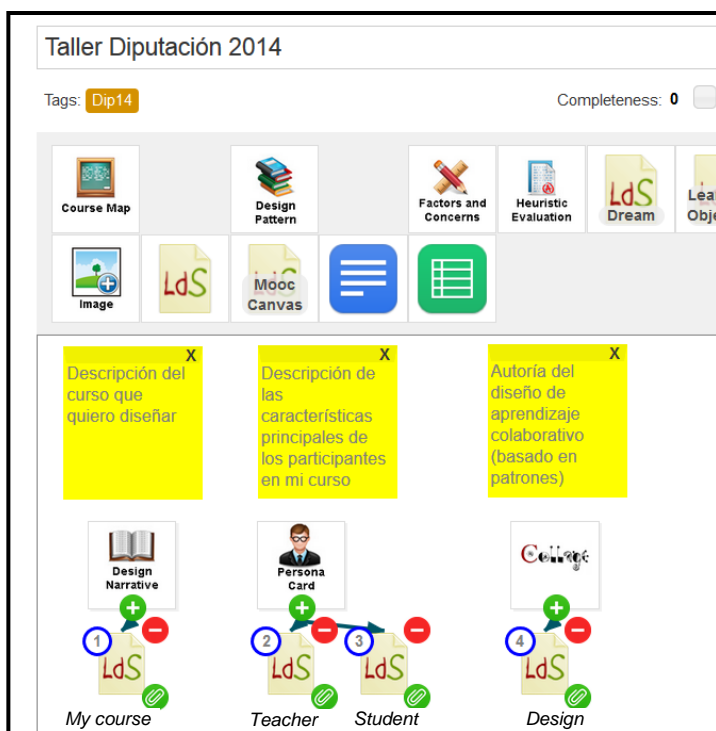 Taller Diputación 2014
Tags: Dip14
Completeness: 0
Course Map
Design
Pattern
Factors and
Concerns
Heuristic
Evaluation
LdS
Dream
Lea
Obje
Image
LdS
LdS
Mooc
Canvas
X
Descripción del
curso que
quiero diseñar
X
Descripción de
las
características
principales de
los participantes
en mi curso
X
Autoría del
diseño de
aprendizaje
colaborativo
(basado en
patrones)
Design
Narrative
Persona
Card
Collage
1
LdS
2
LdS
3
LdS
4
LdS
My course
Teacher
Student
Design